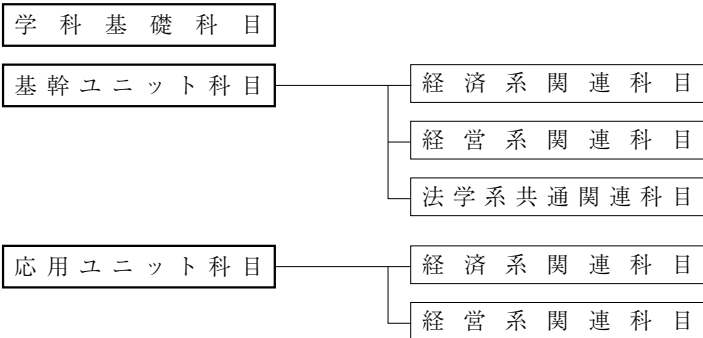 学科基礎科目
基幹ユニット科目
経済系関連科目
経営系関連科目
法学系共通関連科目
応用ユニット科目
経済系関連科目
経営系関連科目